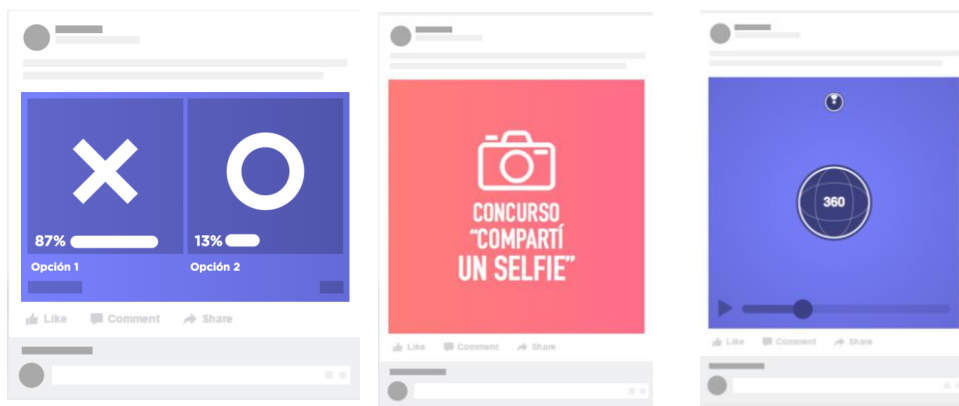 87%
13%
Opción 1
Opción 2
Like Comment Share
CONCURSO
"COMPARTÍ
UN SELFIE"
Like Comment Share
360
Like Comment Share